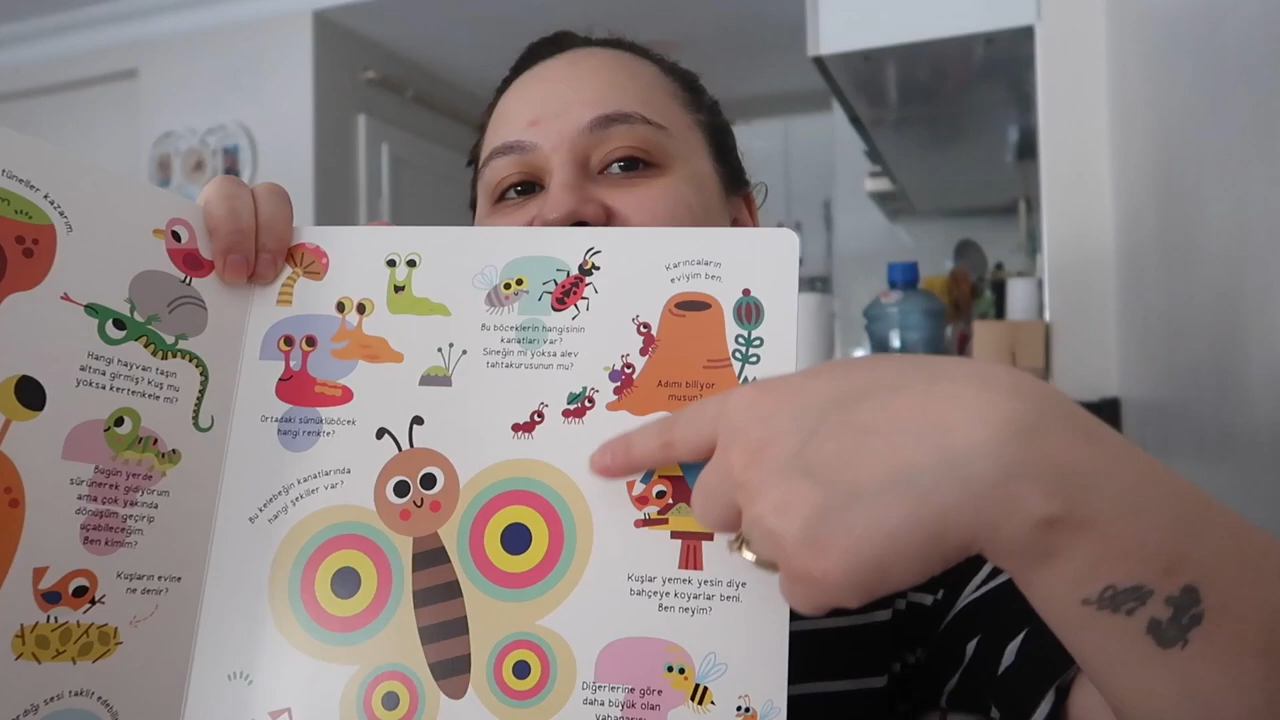 tüneller kazarım.
Hangi hayvan taşın
altına girmiş? Kuş mu
yoksa kertenkele mi?
Bugün yerde
sürünerek gidiyorum
ama çok yakında
dönüşüm geçirip
uçabileceğim.
Ben kimim?
Kuşların evine
ne denir?
sesi taklit
Ortadaki sümüklüböcek
hangi renkte?
Bu böceklerin hangisinin
kanatları var?
Sineğin mi yoksa alev
tahtakurusunun mu?
Karıncaların
eviyim ben.
Adımı biliyor
musun?
Bu kelebeğin kanatlarında
hangi şekiller var?
Kuşlar yemek yesin diye
bahçeye koyarlar beni.
Ben neyim?
Diğerlerine göre
daha büyük olan